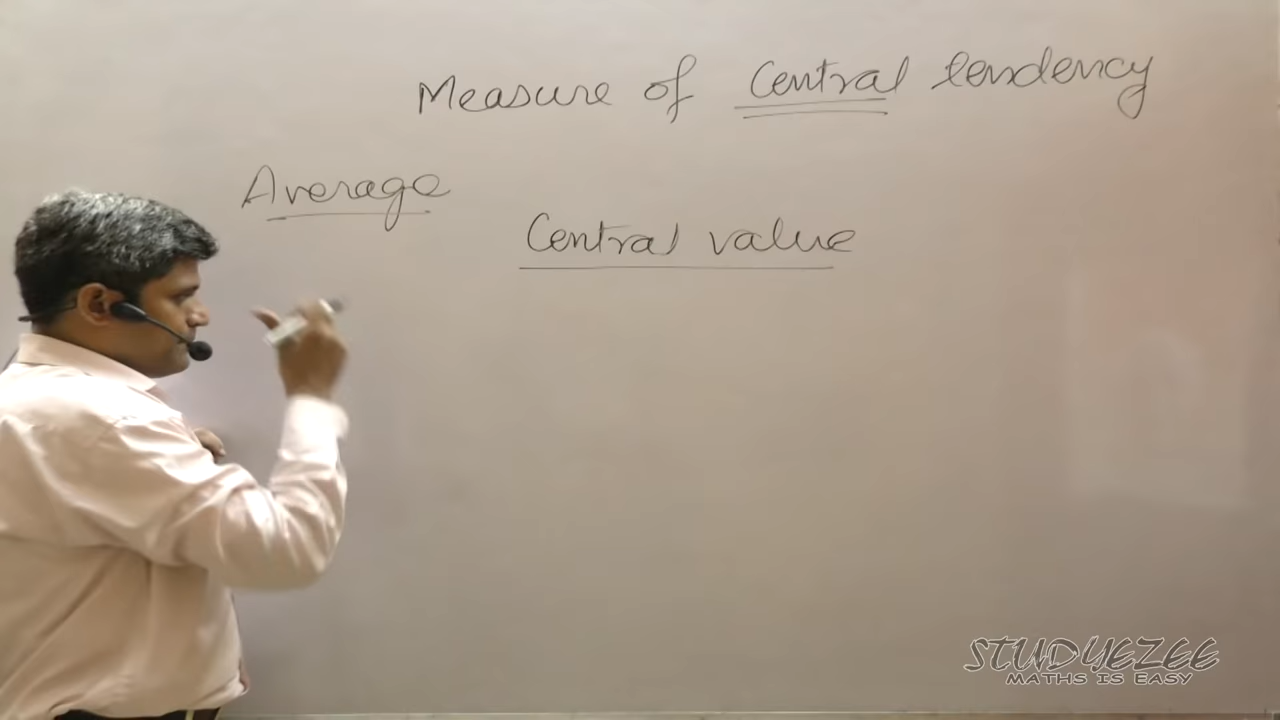 Measure of Central tendency
Average
Central value
STUDYEZEE
MATHS IS EASY